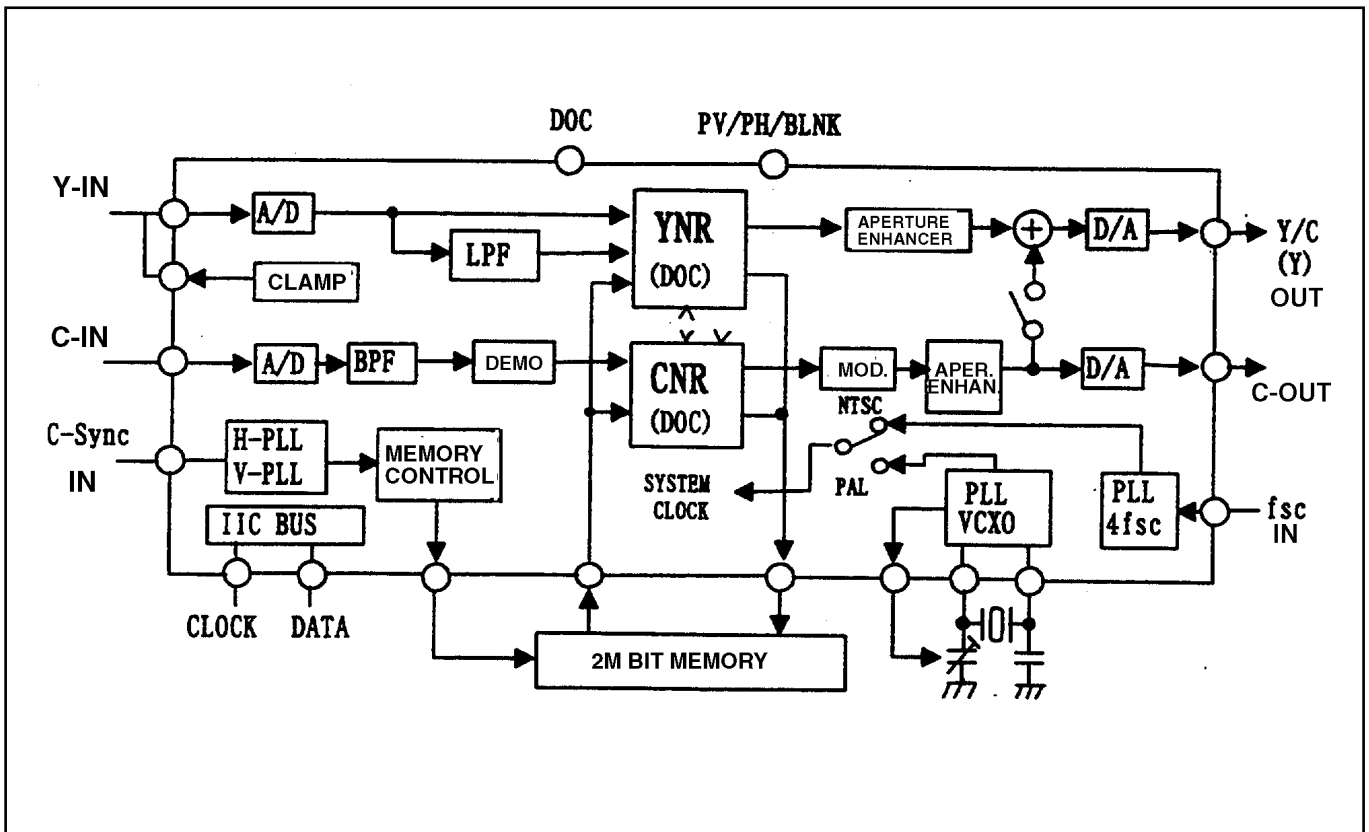 DOC
PV/PH/BLNK
Y-IN
A/D
LPF
YNR
(DOC)
APERTURE
ENHANCER
+
D/A
Y/C
(Y)
OUT
CLAMP
C-IN
A/D
BPF
DEMO
CNR
(DOC)
MOD.
APER.
ENHAN.
D/A
C-OUT
C-Sync
IN
H-PLL
V-PLL
MEMORY
CONTROL
NTSC
PAL
SYSTEM
CLOCK
PLL
VCXO
PLL
4fsc
fsc
IN
IIC BUS
CLOCK
DATA
2M BIT MEMORY